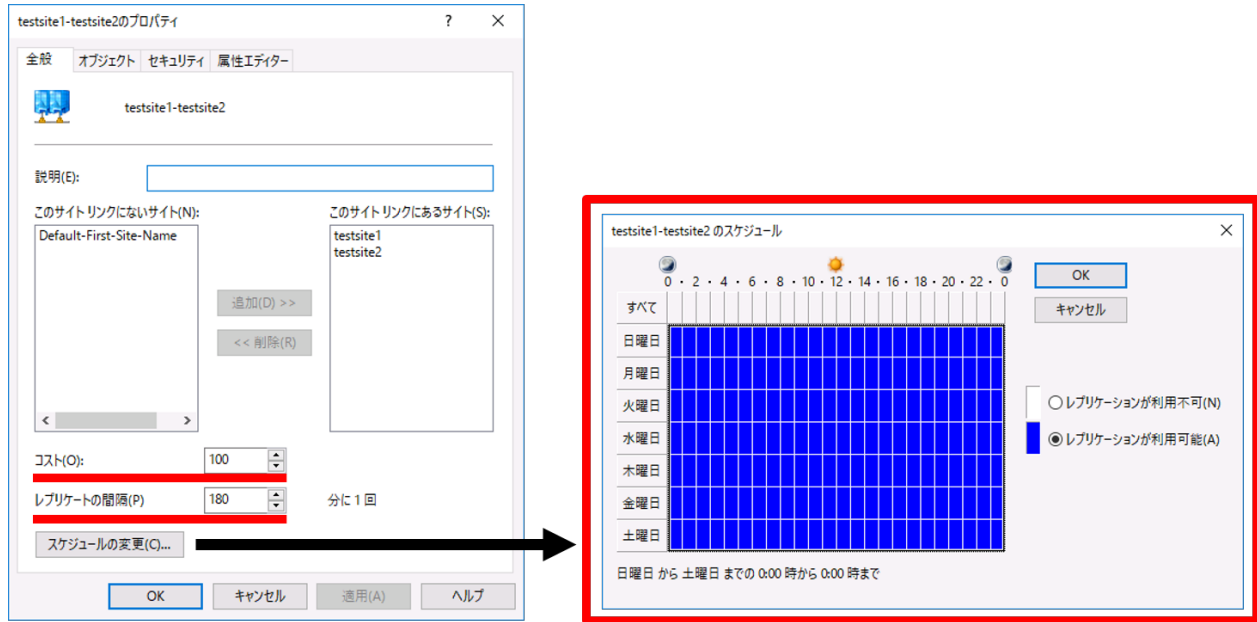 testsite1-testsite2のプロパティ
?
全般 オブジェクト セキュリティ 属性エディター
testsite1-testsite2
説明(E):
このサイト リンクにないサイト(N):
このサイト リンクにあるサイト(S):
Default-First-Site-Name
testsite1
testsite2
追加(D) >>
<< 削除(R)
コスト(O):
100
レプリケートの間隔(P)
180
分に 1 回
スケジュールの変更(C)...
OK キャンセル 適用(A) ヘルプ
testsite1-testsite2 のスケジュール
0 · 2 · 4 · 6 · 8 · 10 · 12 · 14 · 16 · 18 · 20 · 22 · 0
すべて
日曜日
月曜日
火曜日
水曜日
木曜日
金曜日
土曜日
OK
キャンセル
レプリケーションが利用不可(N)
レプリケーションが利用可能(A)
日曜日 から 土曜日 までの 0:00 時から 0:00 時まで